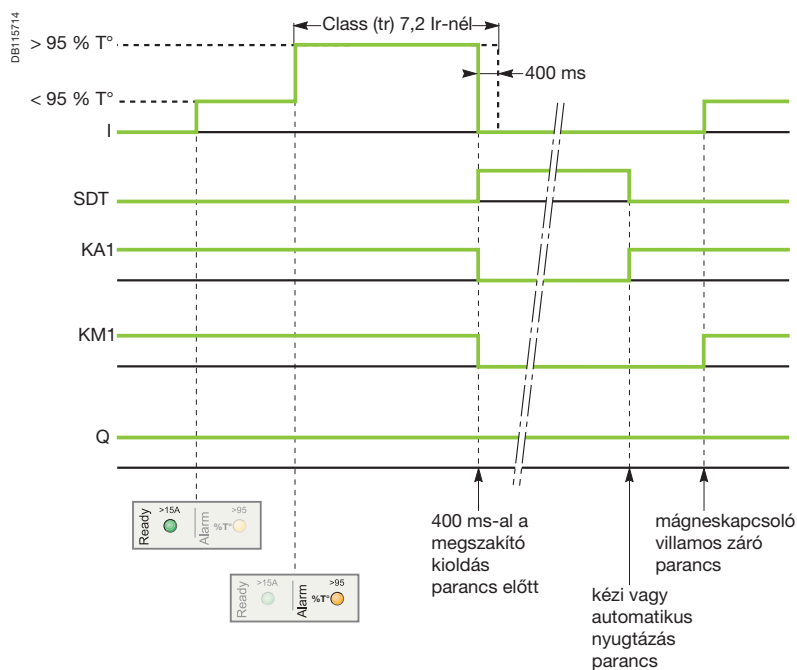 DB115714
Class (tr) 7,2 Ir-nél
> 95 % T°
400 ms
< 95 % T°
I
SDT
KA1
KM1
Q
Ready
>15A
Alarm
>95
%T°
Ready
>15A
Alarm
>95
%T°
400 ms-al a
megszakító
kioldás
parancs előtt
mágneskapcsoló
villamos záró
parancs
kézi vagy
automatikus
nyugtázás
parancs